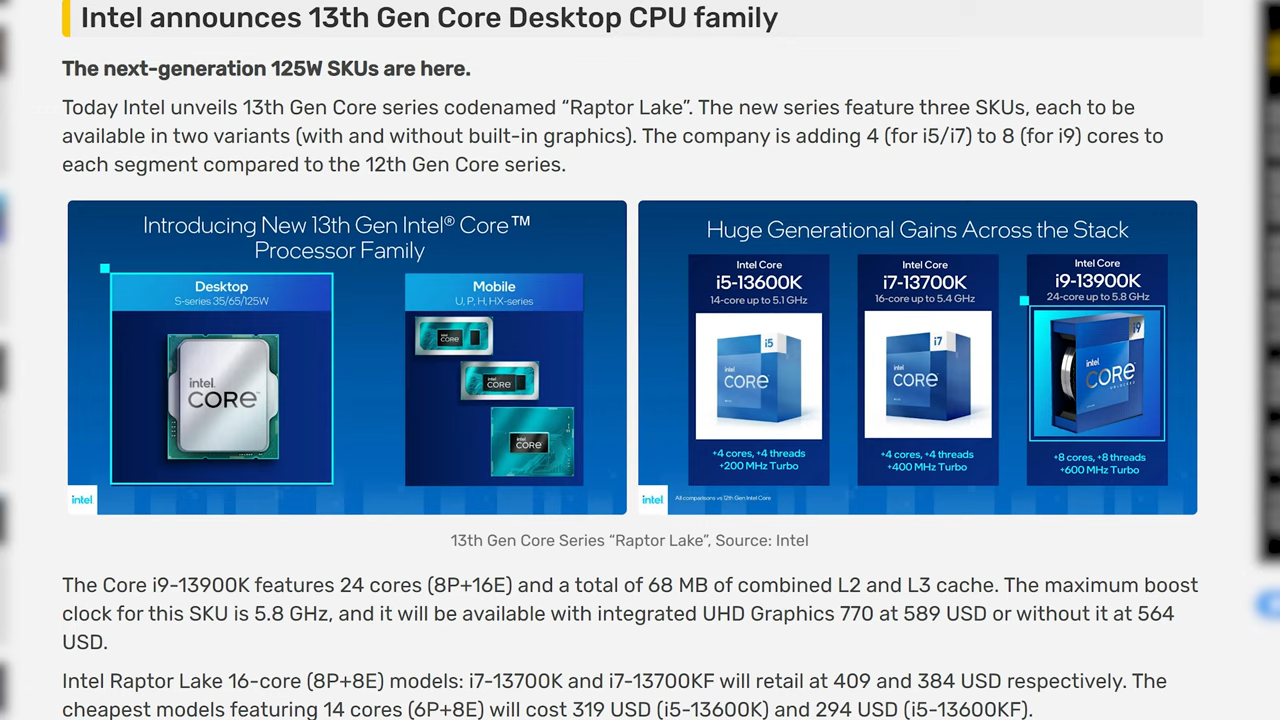 Intel announces 13th Gen Core Desktop CPU family
The next-generation 125W SKUs are here.
Today Intel unveils 13th Gen Core series codenamed “Raptor Lake”. The new series feature three SKUs, each to be
available in two variants (with and without built-in graphics). The company is adding 4 (for i5/i7) to 8 (for i9) cores to
each segment compared to the 12th Gen Core series.
Introducing New 13th Gen Intel® Core™
Processor Family
Desktop
S-series 35/65/125W
intel
CORE
Mobile
U, P, H, HX-series
intel
CORE
intel
CORE
intel
CORE
intel
Huge Generational Gains Across the Stack
Intel Core
i5-13600K
14-core up to 5.1 GHz
i5
intel
CORE
+4 cores, +4 threads
+200 MHz Turbo
Intel Core
i7-13700K
16-core up to 5.4 GHz
i7
intel
CORE
+4 cores, +4 threads
+400 MHz Turbo
Intel Core
i9-13900K
24-core up to 5.8 GHz
i9
intel
CORE
+8 cores, +8 threads
+600 MHz Turbo
intel
All comparisons vs 12th Gen Intel Core
13th Gen Core Series “Raptor Lake”, Source: Intel
The Core i9-13900K features 24 cores (8P+16E) and a total of 68 MB of combined L2 and L3 cache. The maximum boost
clock for this SKU is 5.8 GHz, and it will be available with integrated UHD Graphics 770 at 589 USD or without it at 564
USD.
Intel Raptor Lake 16-core (8P+8E) models: i7-13700K and i7-13700KF will retail at 409 and 384 USD respectively. The
cheapest models featuring 14 cores (6P+8E) will cost 319 USD (i5-13600K) and 294 USD (i5-13600KF).